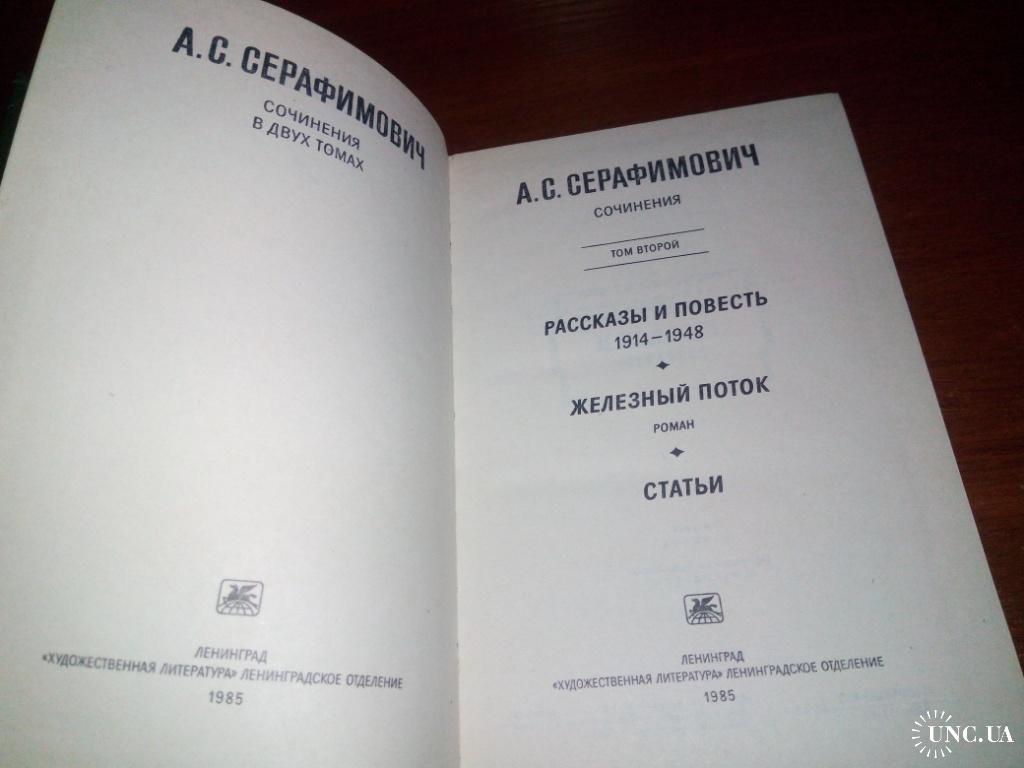 А.С. СЕРАФИМОВИЧ
СОЧИНЕНИЯ
В ДВУХ ТОМАХ
ЛЕНИНГРАД
«ХУДОЖЕСТВЕННАЯ ЛИТЕРАТУРА» ЛЕНИНГРАДСКОЕ ОТДЕЛЕНИЕ
1985
А.С. СЕРАФИМОВИЧ
СОЧИНЕНИЯ
ТОМ ВТОРОЙ
РАССКАЗЫ И ПОВЕСТЬ
1914–1948
ЖЕЛЕЗНЫЙ ПОТОК
РОМАН
СТАТЬИ
ЛЕНИНГРАД
«ХУДОЖЕСТВЕННАЯ ЛИТЕРАТУРА» ЛЕНИНГРАДСКОЕ ОТДЕЛЕНИЕ
1985
UNC.UA